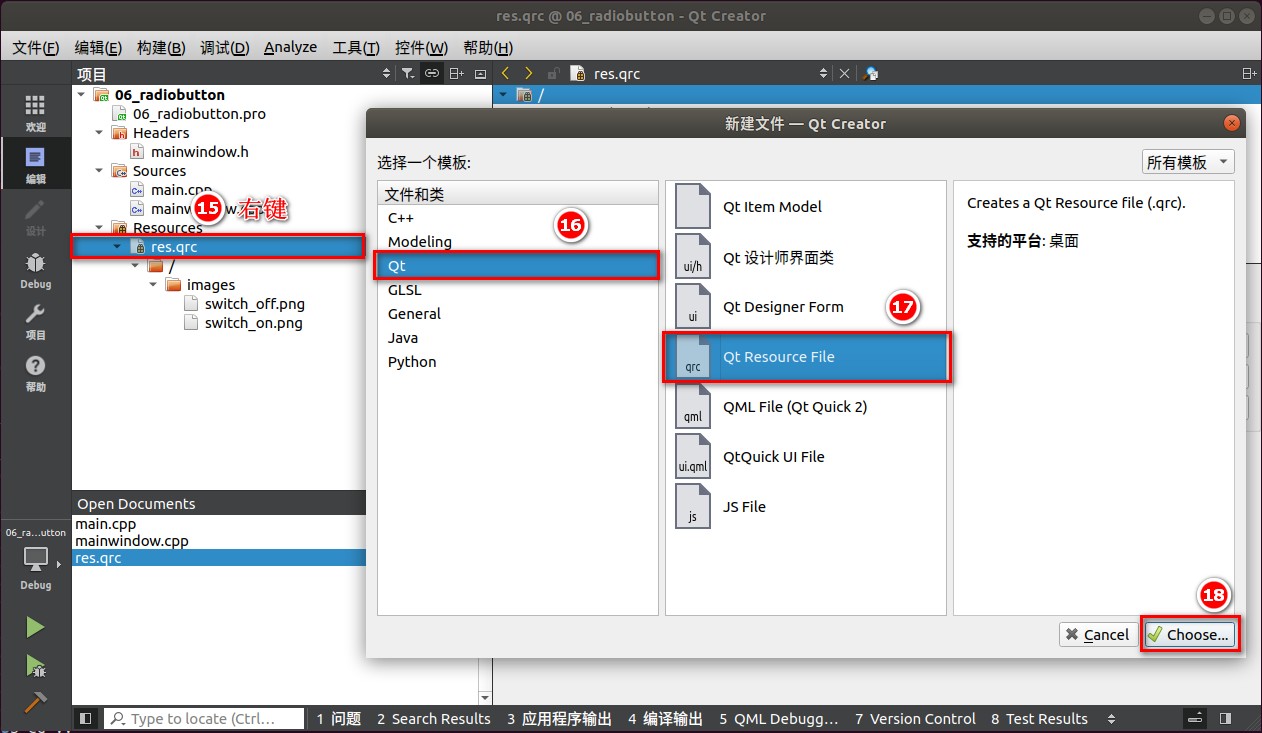 res.qrc @ 06_radiobutton - Qt Creator
文件(F) 编辑(E) 构建(B) 调试(D) Analyze 工具(T) 控件(W) 帮助(H)
项目
res.qrc
欢迎
编辑
设计
Debug
项目
帮助
06_radiobutton
06_radiobutton.pro
Headers
mainwindow.h
Sources
main.cpp
15 右键
Resources
res.qrc
/
images
switch_off.png
switch_on.png
/
Open Documents
main.cpp
mainwindow.cpp
res.qrc
06_ra...utton
Debug
新建文件 — Qt Creator
选择一个模板:
所有模板
文件和类
C++
Modeling
Qt
GLSL
General
Java
Python
16
Qt Item Model
ui/h Qt 设计师界面类
ui Qt Designer Form
17
qrc Qt Resource File
qml QML File (Qt Quick 2)
ui.qml QtQuick UI File
js JS File
Creates a Qt Resource file (.qrc).
支持的平台: 桌面
18
Cancel Choose...
Type to locate (Ctrl... 1 问题 2 Search Results 3 应用程序输出 4 编译输出 5 QML Debugg... 7 Version Control 8 Test Results